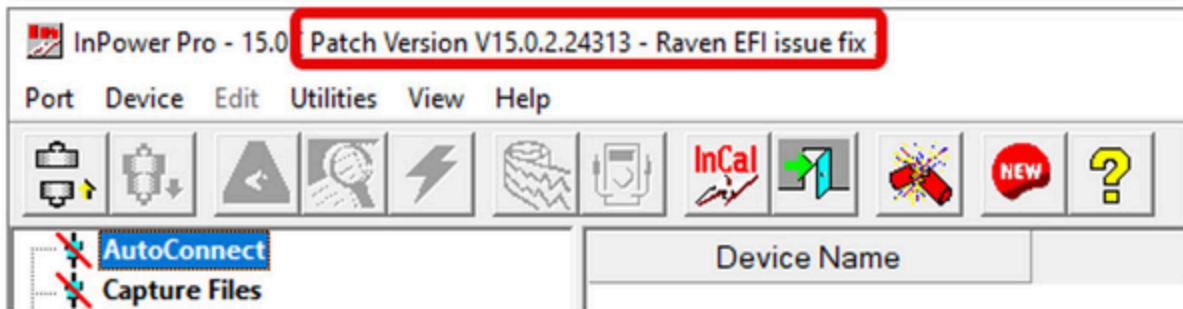 InPower Pro - 15.0 [ Patch Version V15.0.2.24313 - Raven EFI issue fix ]
Port Device Edit Utilities View Help
InCal NEW ?
AutoConnect Device Name
Capture Files